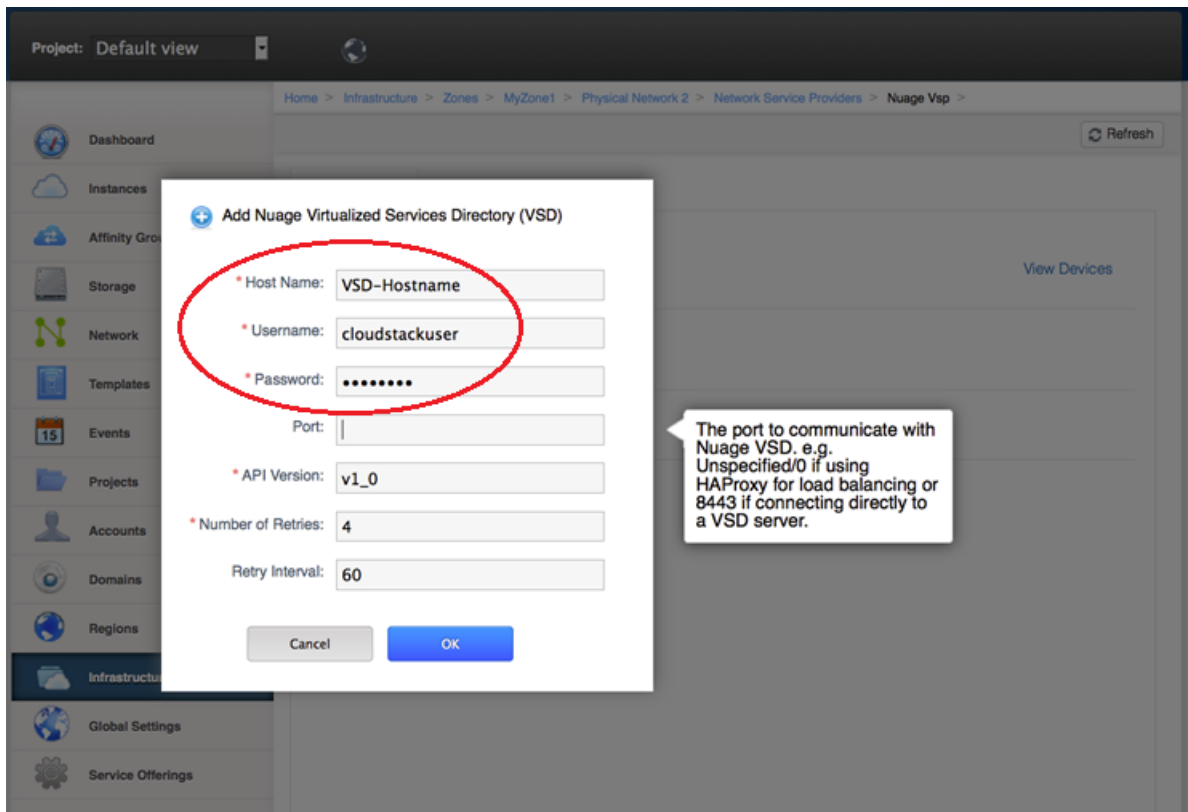 Project: Default view
Home > Infrastructure > Zones > MyZone1 > Physical Network 2 > Network Service Providers > Nuage Vsp >
Refresh
Dashboard
Instances
Affinity Gro
Storage
Network
Templates
15 Events
Projects
Accounts
Domains
Regions
Infrastructu
Global Settings
Service Offerings
View Devices
Add Nuage Virtualized Services Directory (VSD)
* Host Name: VSD-Hostname
* Username: cloudstackuser
* Password: ••••••••
Port:
* API Version: v1_0
* Number of Retries: 4
Retry Interval: 60
Cancel OK
The port to communicate with
Nuage VSD. e.g.
Unspecified/0 if using
HAProxy for load balancing or
8443 if connecting directly to
a VSD server.